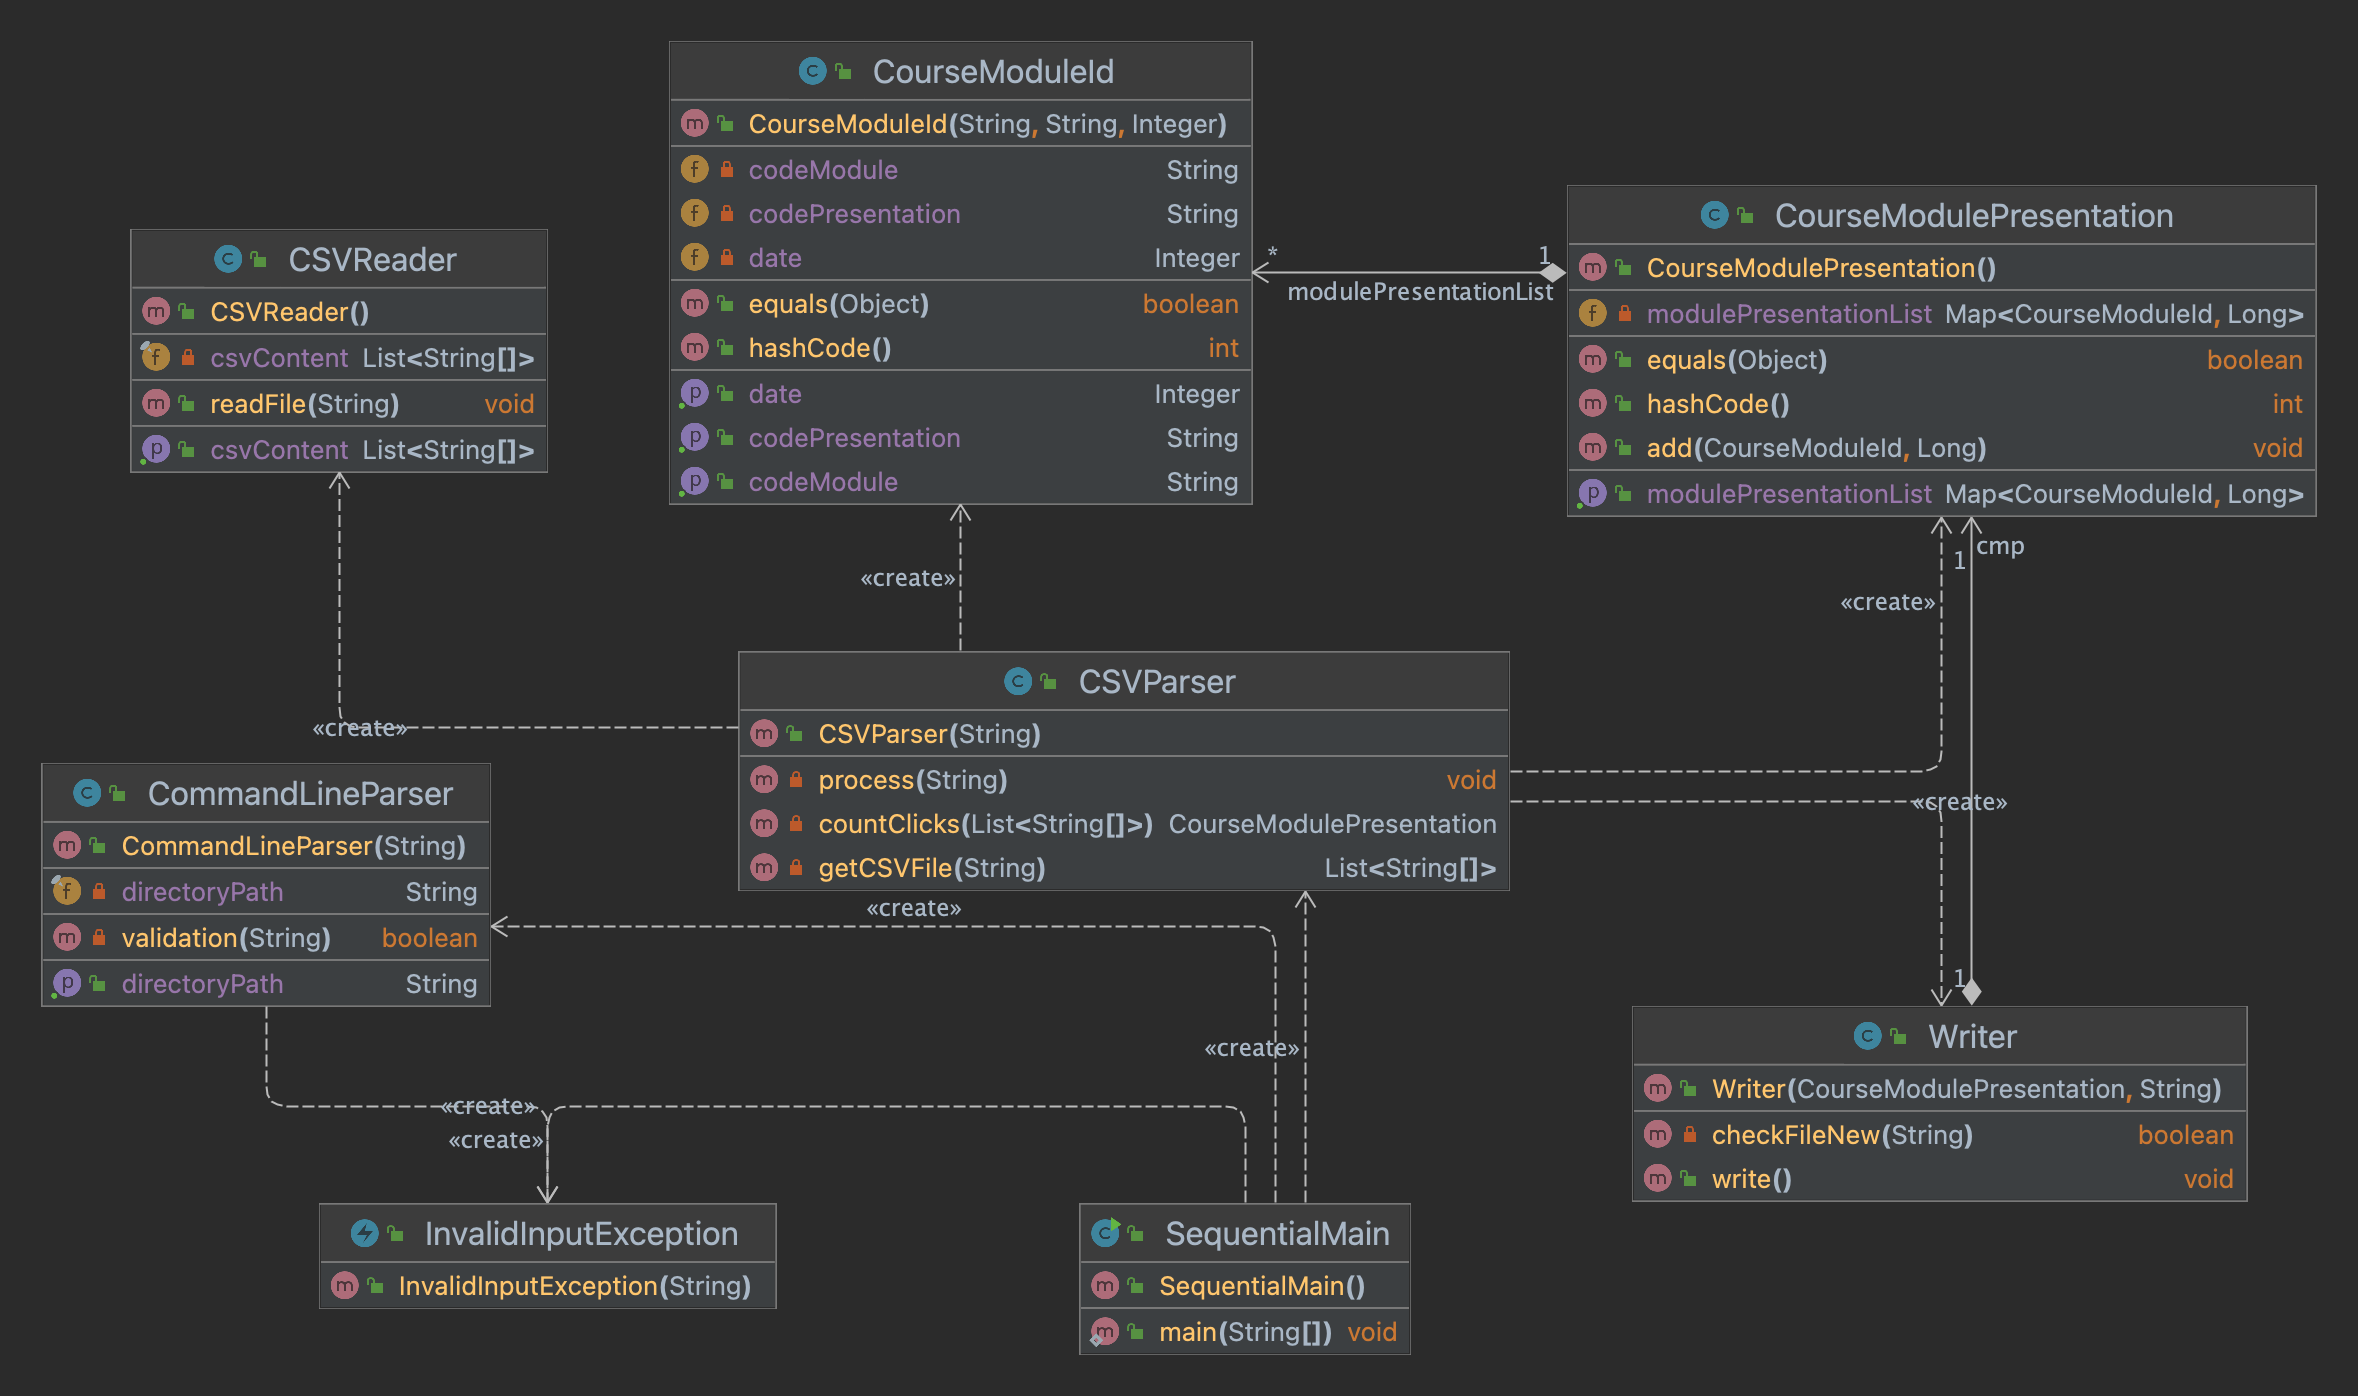 CourseModuleId
CourseModuleId(String, String, Integer)
codeModule String
codePresentation String
date Integer
equals(Object) boolean
hashCode() int
date Integer
codePresentation String
codeModule String
CourseModulePresentation
CourseModulePresentation()
modulePresentationList Map<CourseModuleId, Long>
equals(Object) boolean
hashCode() int
add(CourseModuleId, Long) void
modulePresentationList Map<CourseModuleId, Long>
* 1
modulePresentationList
CSVReader
CSVReader()
csvContent List<String[]>
readFile(String) void
csvContent List<String[]>
«create»
cmp
1
«create»
«create»
CSVParser
CSVParser(String)
process(String) void
countClicks(List<String[]>) CourseModulePresentation
getCSVFile(String) List<String[]>
«create»
CommandLineParser
CommandLineParser(String)
directoryPath String
validation(String) boolean
directoryPath String
«create»
«create»
1
«create»
«create»
Writer
Writer(CourseModulePresentation, String)
checkFileNew(String) boolean
write() void
InvalidInputException
InvalidInputException(String)
SequentialMain
SequentialMain()
main(String[]) void